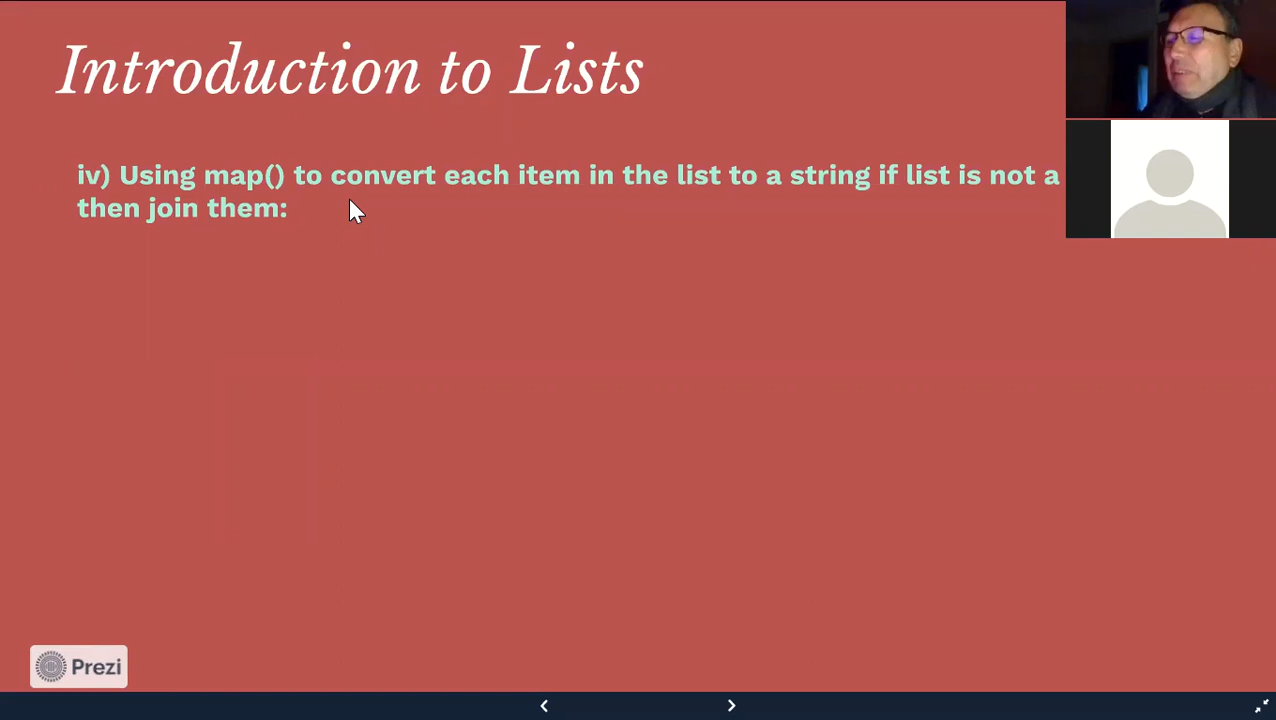 Introduction to Lists
iv) Using map() to convert each item in the list to a string if list is not a
then join them:
Prezi